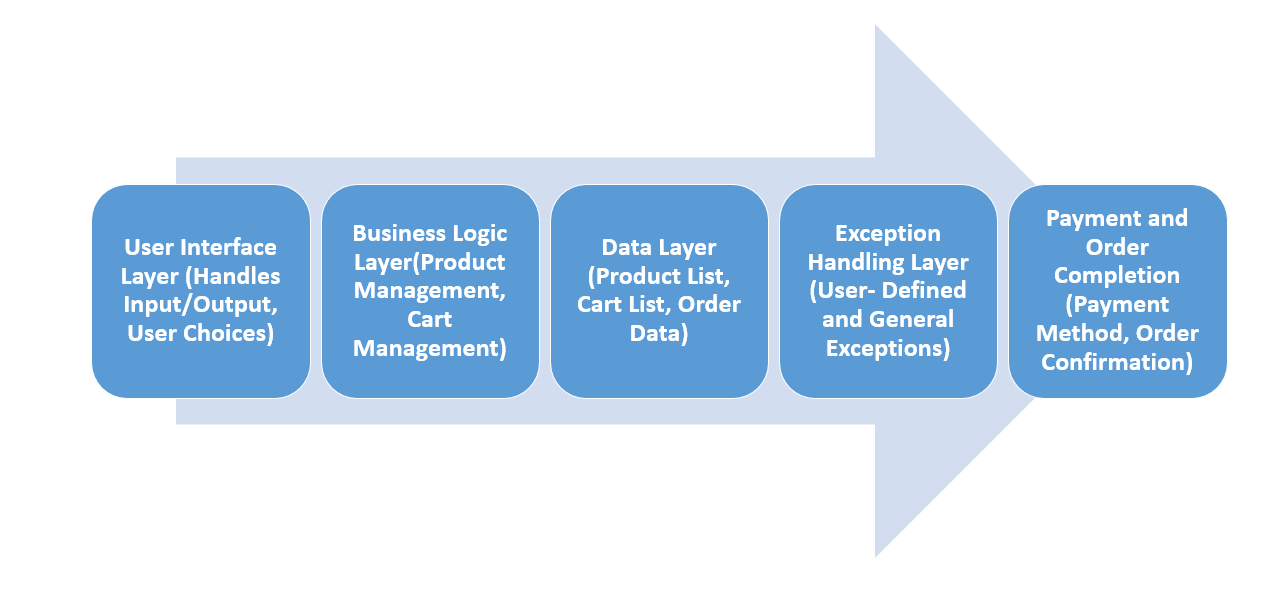 User Interface
Layer (Handles
Input/Output,
User Choices)
Business Logic
Layer(Product
Management,
Cart
Management)
Data Layer
(Product List,
Cart List, Order
Data)
Exception
Handling Layer
(User- Defined
and General
Exceptions)
Payment and
Order
Completion
(Payment
Method, Order
Confirmation)